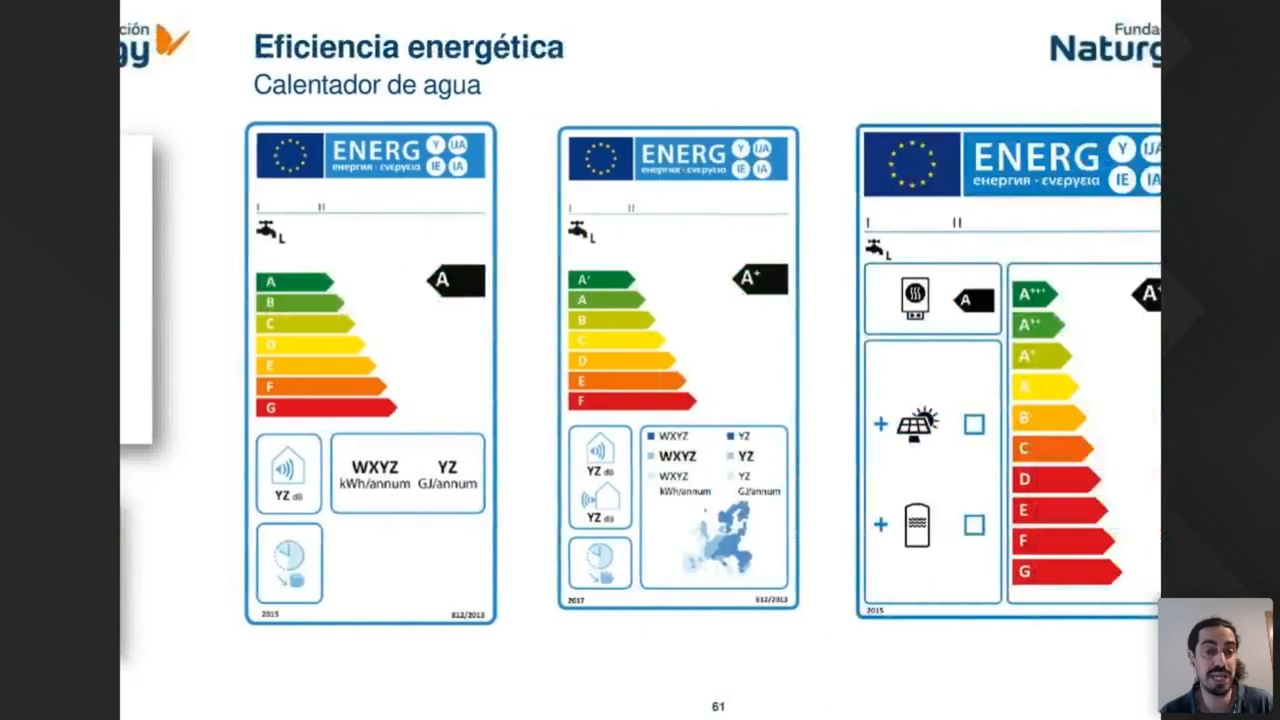 ción
gy
Eficiencia energética
Calentador de agua
Funda
Naturg
ENERG
енергия · ενεργεια
Y IJA
IE IA
I II
L
A
A
B
C
D
E
F
G
YZ dB
WXYZ YZ
kWh/annum GJ/annum
2015 812/2013
ENERG
енергия · ενεργεια
Y IJA
IE IA
I II
L
A+
A+
A
B
C
D
E
F
YZ dB
YZ dB
WXYZ YZ
WXYZ YZ
WXYZ YZ
kWh/annum GJ/annum
2017 812/2013
ENERG
енергия · ενεργεια
Y IJA
IE IA
I II
L
A
+
+
A+++
A++
A+
A
B
C
D
E
F
G
A+
2015
61